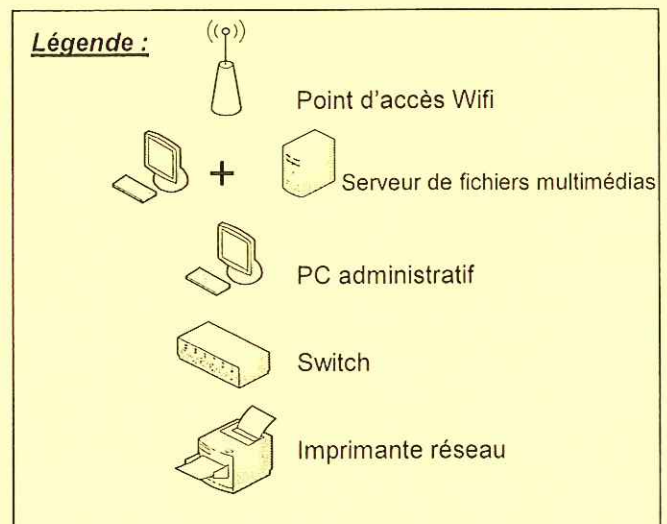 Légende :
Point d'accès Wifi
+
Serveur de fichiers multimédias
PC administratif
Switch
Imprimante réseau